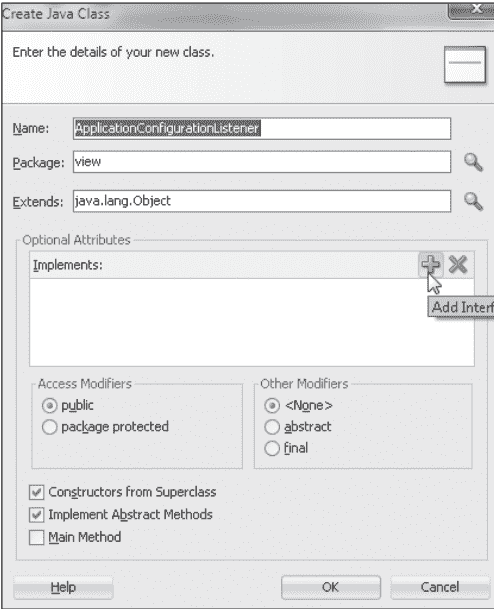 Create Java Class
Enter the details of your new class.
Name: ApplicationConfigurationListener
Package: view
Extends: java.lang.Object
Optional Attributes
Implements:
Add Interf
Access Modifiers
public
package protected
Other Modifiers
<None>
abstract
final
Constructors from Superclass
Implement Abstract Methods
Main Method
Help OK Cancel